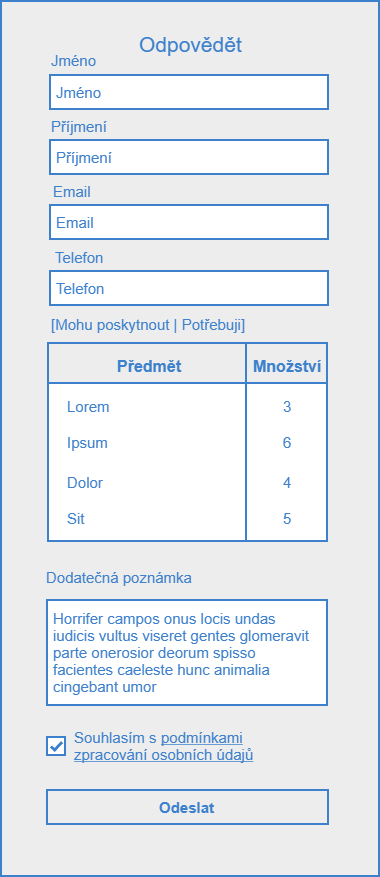 Odpovědět
Jméno
Jméno
Příjmení
Příjmení
Email
Email
Telefon
Telefon
[Mohu poskytnout | Potřebuji]
Předmět Množství
Lorem 3
Ipsum 6
Dolor 4
Sit 5
Dodatečná poznámka
Horrifer campos onus locis undas
iudicis vultus viseret gentes glomeravit
parte onerosior deorum spisso
facientes caeleste hunc animalia
cingebant umor
Souhlasím s podmínkami
zpracování osobních údajů
Odeslat